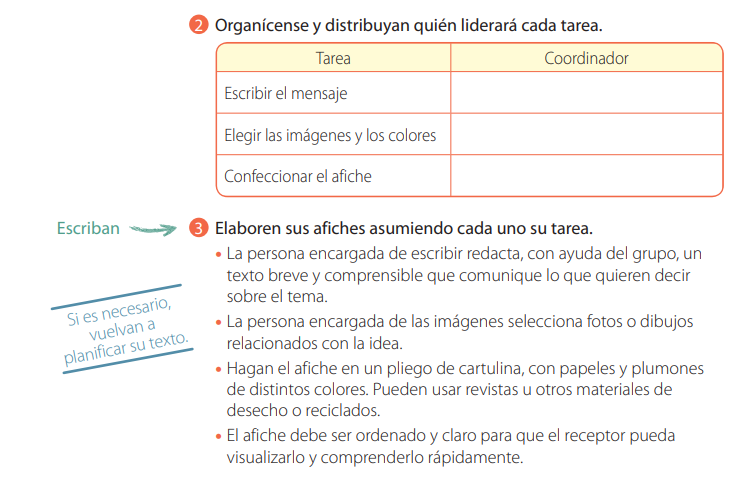 2 Organícense y distribuyan quién liderará cada tarea.
Tarea Coordinador
Escribir el mensaje
Elegir las imágenes y los colores
Confeccionar el afiche
Escriban
3 Elaboren sus afiches asumiendo cada uno su tarea.
• La persona encargada de escribir redacta, con ayuda del grupo, un
texto breve y comprensible que comunique lo que quieren decir
sobre el tema.
• La persona encargada de las imágenes selecciona fotos o dibujos
relacionados con la idea.
• Hagan el afiche en un pliego de cartulina, con papeles y plumones
de distintos colores. Pueden usar revistas u otros materiales de
desecho o reciclados.
• El afiche debe ser ordenado y claro para que el receptor pueda
visualizarlo y comprenderlo rápidamente.
Si es necesario,
vuelvan a
planificar su texto.